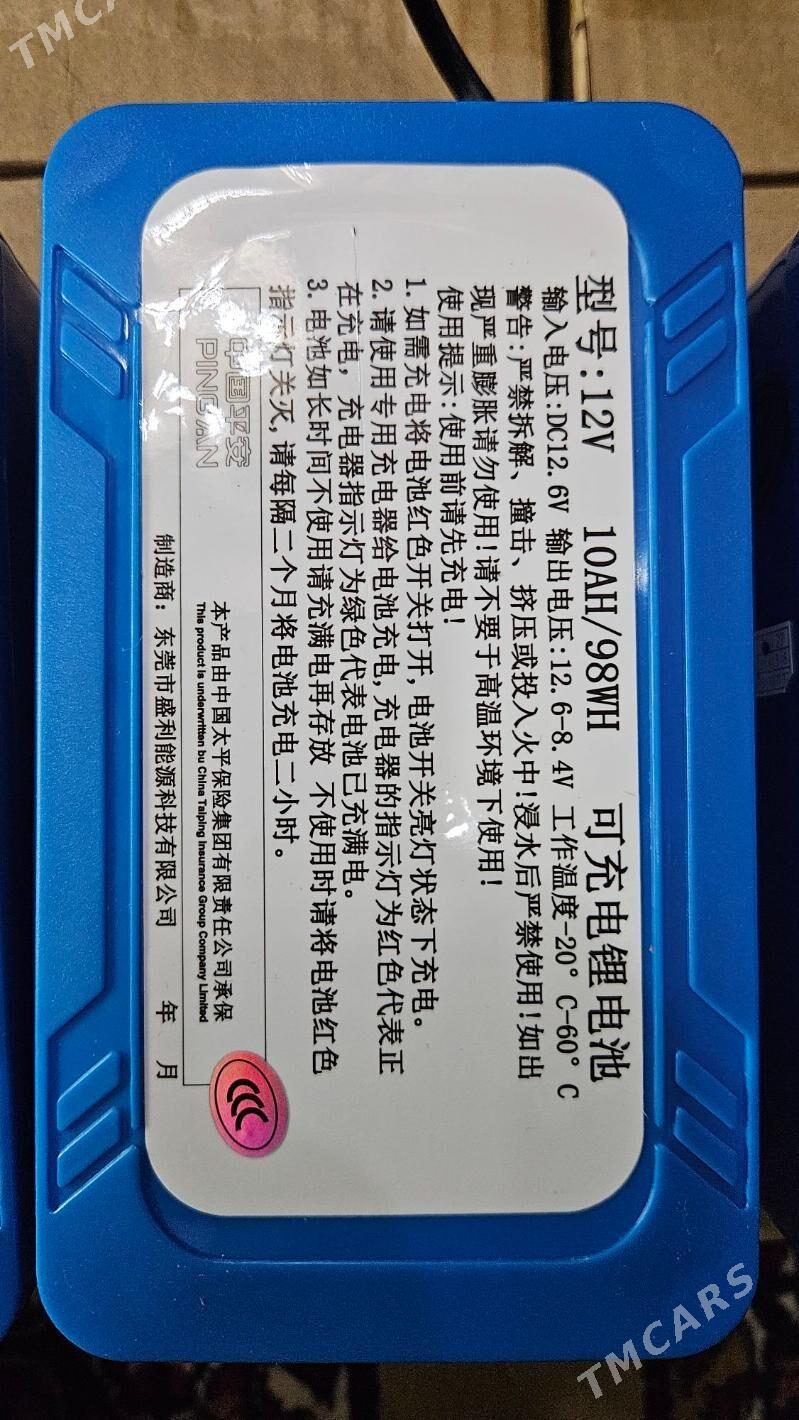 型号:12V 10AH/98WH 可充电锂电池
输入电压:DC12.6V 输出电压:12.6-8.4V 工作温度-20°C-60°C
警告:严禁拆解、撞击、挤压或投入火中!浸水后严禁使用!如出
现严重膨胀请勿使用!请不要于高温环境下使用!
使用提示:使用前请先充电!
1. 如需充电将电池红色开关打开,电池开关亮灯状态下充电。
2. 请使用专用充电器给电池充电,充电器的指示灯为红色代表正
在充电, 充电器指示灯为绿色代表电池已充满电。
3. 电池如长时间不使用请充满电再存放 不使用时请将电池红色
指示灯关灭,请每隔二个月将电池充电二小时。
中国平安
PINGAN
本产品由中国太平保险集团有限责任公司承保
This product is underwritten bu China Taiping Insurance Group Company Limited
制造商: 东莞市盛利能源科技有限公司 年 月
CCC
TMCARS
TMCA